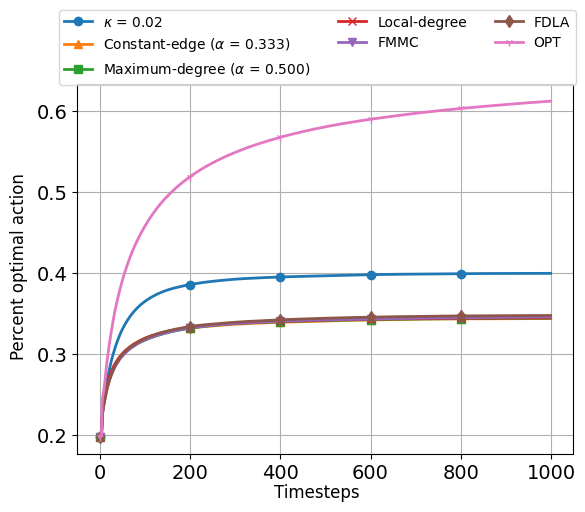 κ = 0.02
Constant-edge (α = 0.333)
Maximum-degree (α = 0.500)
Local-degree
FMMC
FDLA
OPT
Percent optimal action
0.6
0.5
0.4
0.3
0.2
0 200 400 600 800 1000
Timesteps